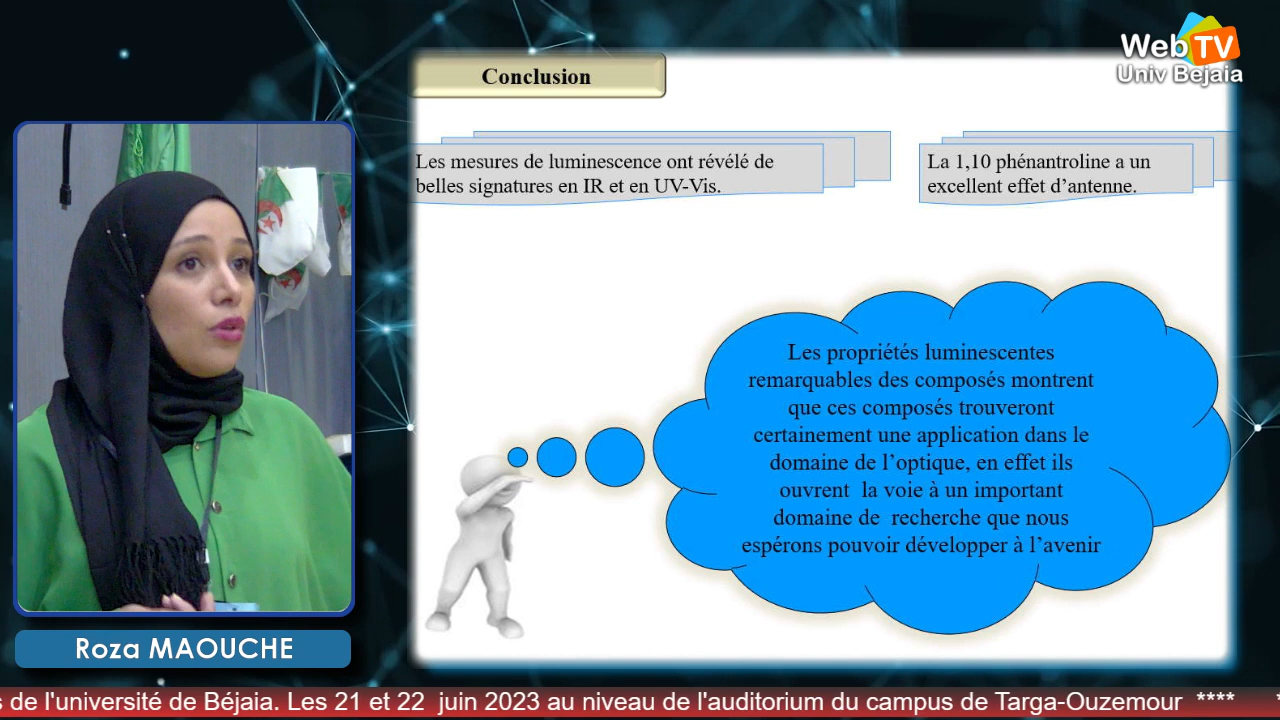 Web TV
Univ Bejaia
Conclusion
Les mesures de luminescence ont révélé de
belles signatures en IR et en UV-Vis.
La 1,10 phénantroline a un
excellent effet d’antenne.
Les propriétés luminescentes
remarquables des composés montrent
que ces composés trouveront
certainement une application dans le
domaine de l’optique, en effet ils
ouvrent la voie à un important
domaine de recherche que nous
espérons pouvoir développer à l’avenir
Roza MAOUCHE
s de l'université de Béjaia. Les 21 et 22 juin 2023 au niveau de l'auditorium du campus de Targa-Ouzemour ****